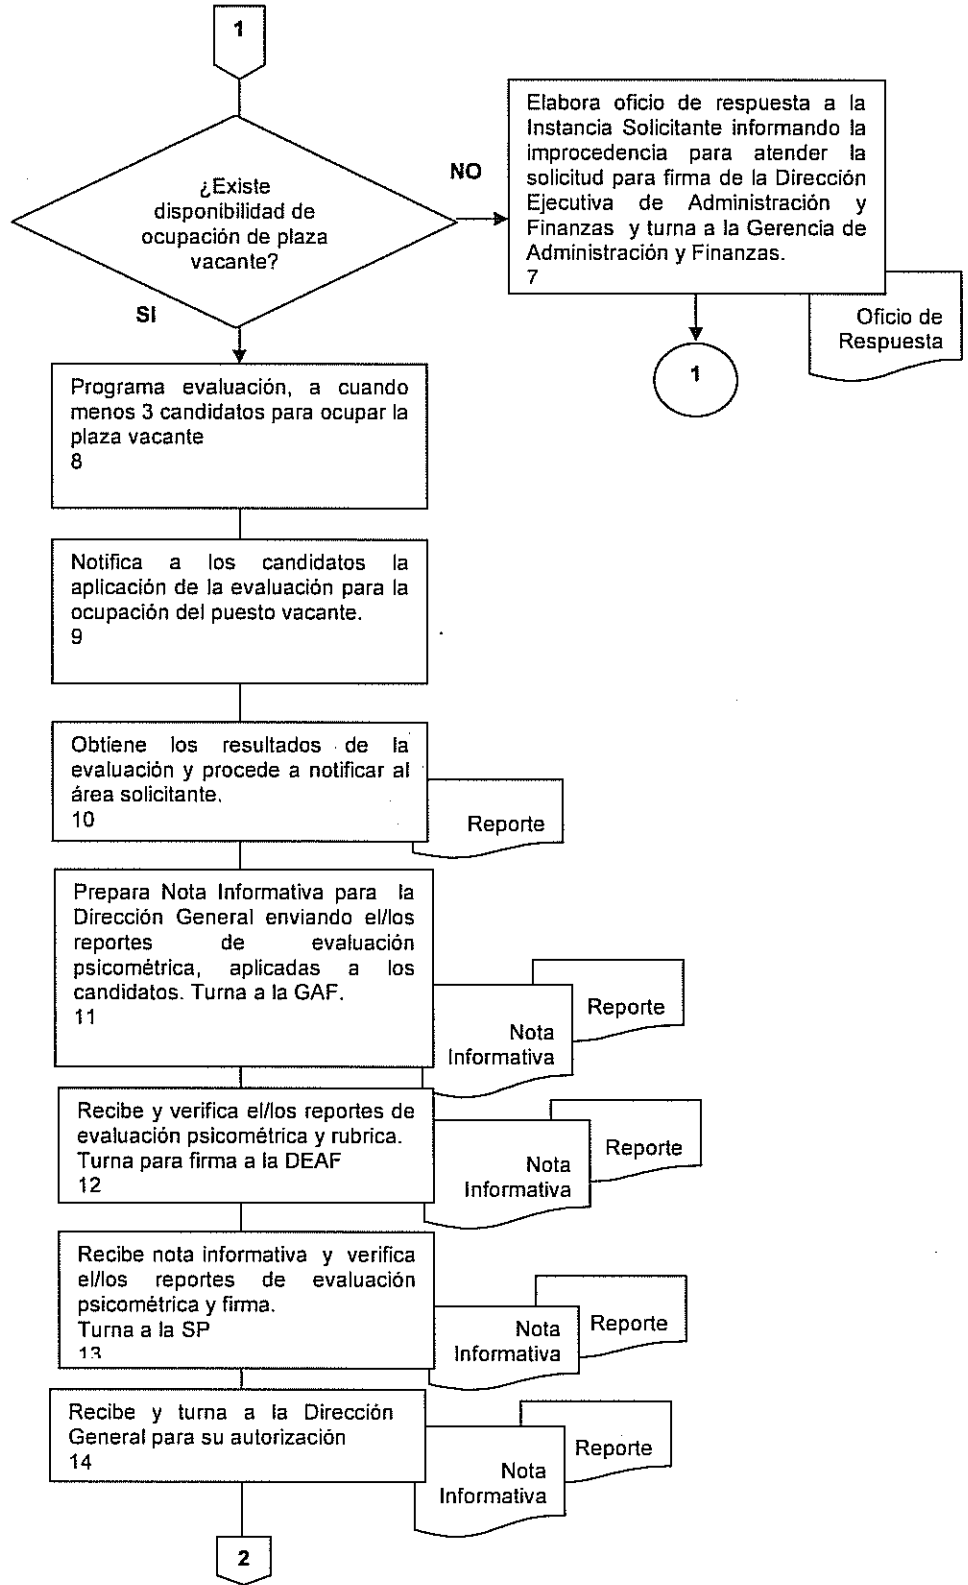 1
¿Existe
disponibilidad de
ocupación de plaza
vacante?
NO
Elabora oficio de respuesta a la
Instancia Solicitante informando la
improcedencia para atender la
solicitud para firma de la Dirección
Ejecutiva de Administración y
Finanzas y turna a la Gerencia de
Administración y Finanzas.
7
Oficio de
Respuesta
1
SI
Programa evaluación, a cuando
menos 3 candidatos para ocupar la
plaza vacante
8
Notifica a los candidatos la
aplicación de la evaluación para la
ocupación del puesto vacante.
9
Obtiene los resultados de la
evaluación y procede a notificar al
área solicitante.
10
Reporte
Prepara Nota Informativa para la
Dirección General enviando el/los
reportes de evaluación
psicométrica, aplicadas a los
candidatos. Turna a la GAF.
11
Reporte
Nota
Informativa
Recibe y verifica el/los reportes de
evaluación psicométrica y rubrica.
Turna para firma a la DEAF
12
Reporte
Nota
Informativa
Recibe nota informativa y verifica
el/los reportes de evaluación
psicométrica y firma.
Turna a la SP
13
Reporte
Nota
Informativa
Recibe y turna a la Dirección
General para su autorización
14
Reporte
Nota
Informativa
2